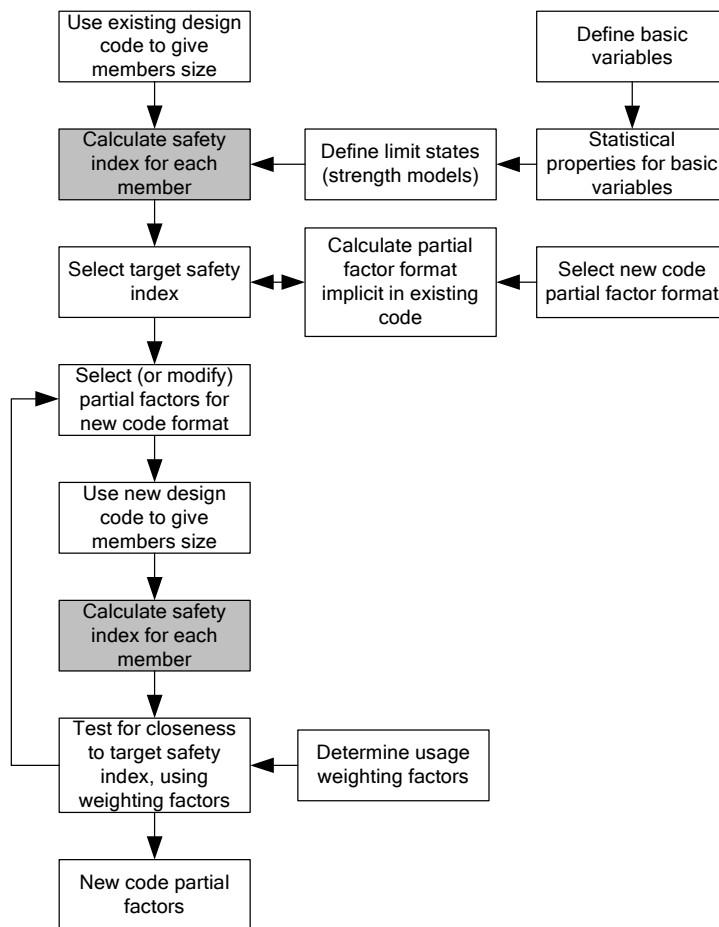 Use existing design
code to give
members size
Define basic
variables
Calculate safety
index for each
member
Define limit states
(strength models)
Statistical
properties for basic
variables
Select target safety
index
Calculate partial
factor format
implicit in existing
code
Select new code
partial factor format
Select (or modify)
partial factors for
new code format
Use new design
code to give
members size
Calculate safety
index for each
member
Test for closeness
to target safety
index, using
weighting factors
Determine usage
weighting factors
New code partial
factors